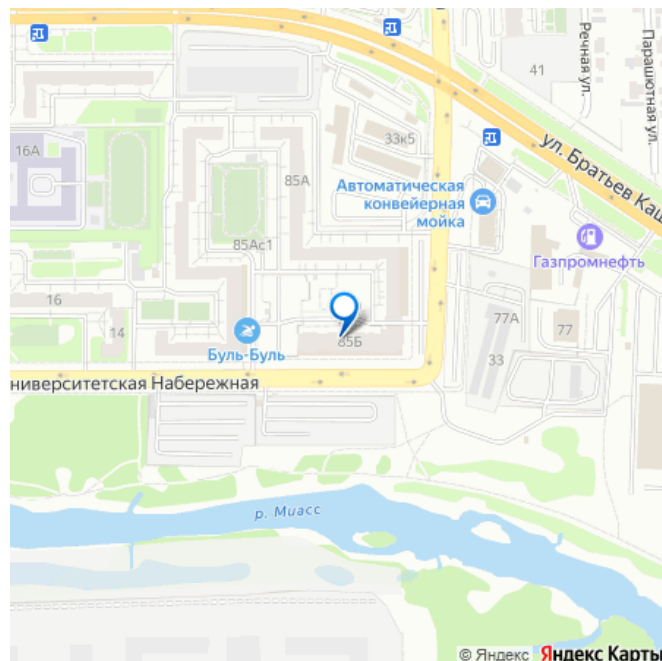 41
Речная ул.
Парашютная ул.
33к5
ул. Братьев Каш
16А
85А
Автоматическая
конвейерная
мойка
85Ас1
Газпромнефть
16
14
Буль-Буль
85Б
77А
77
33
ниверситетская Набережная
р. Миасс
© Яндекс Яндекс Карты